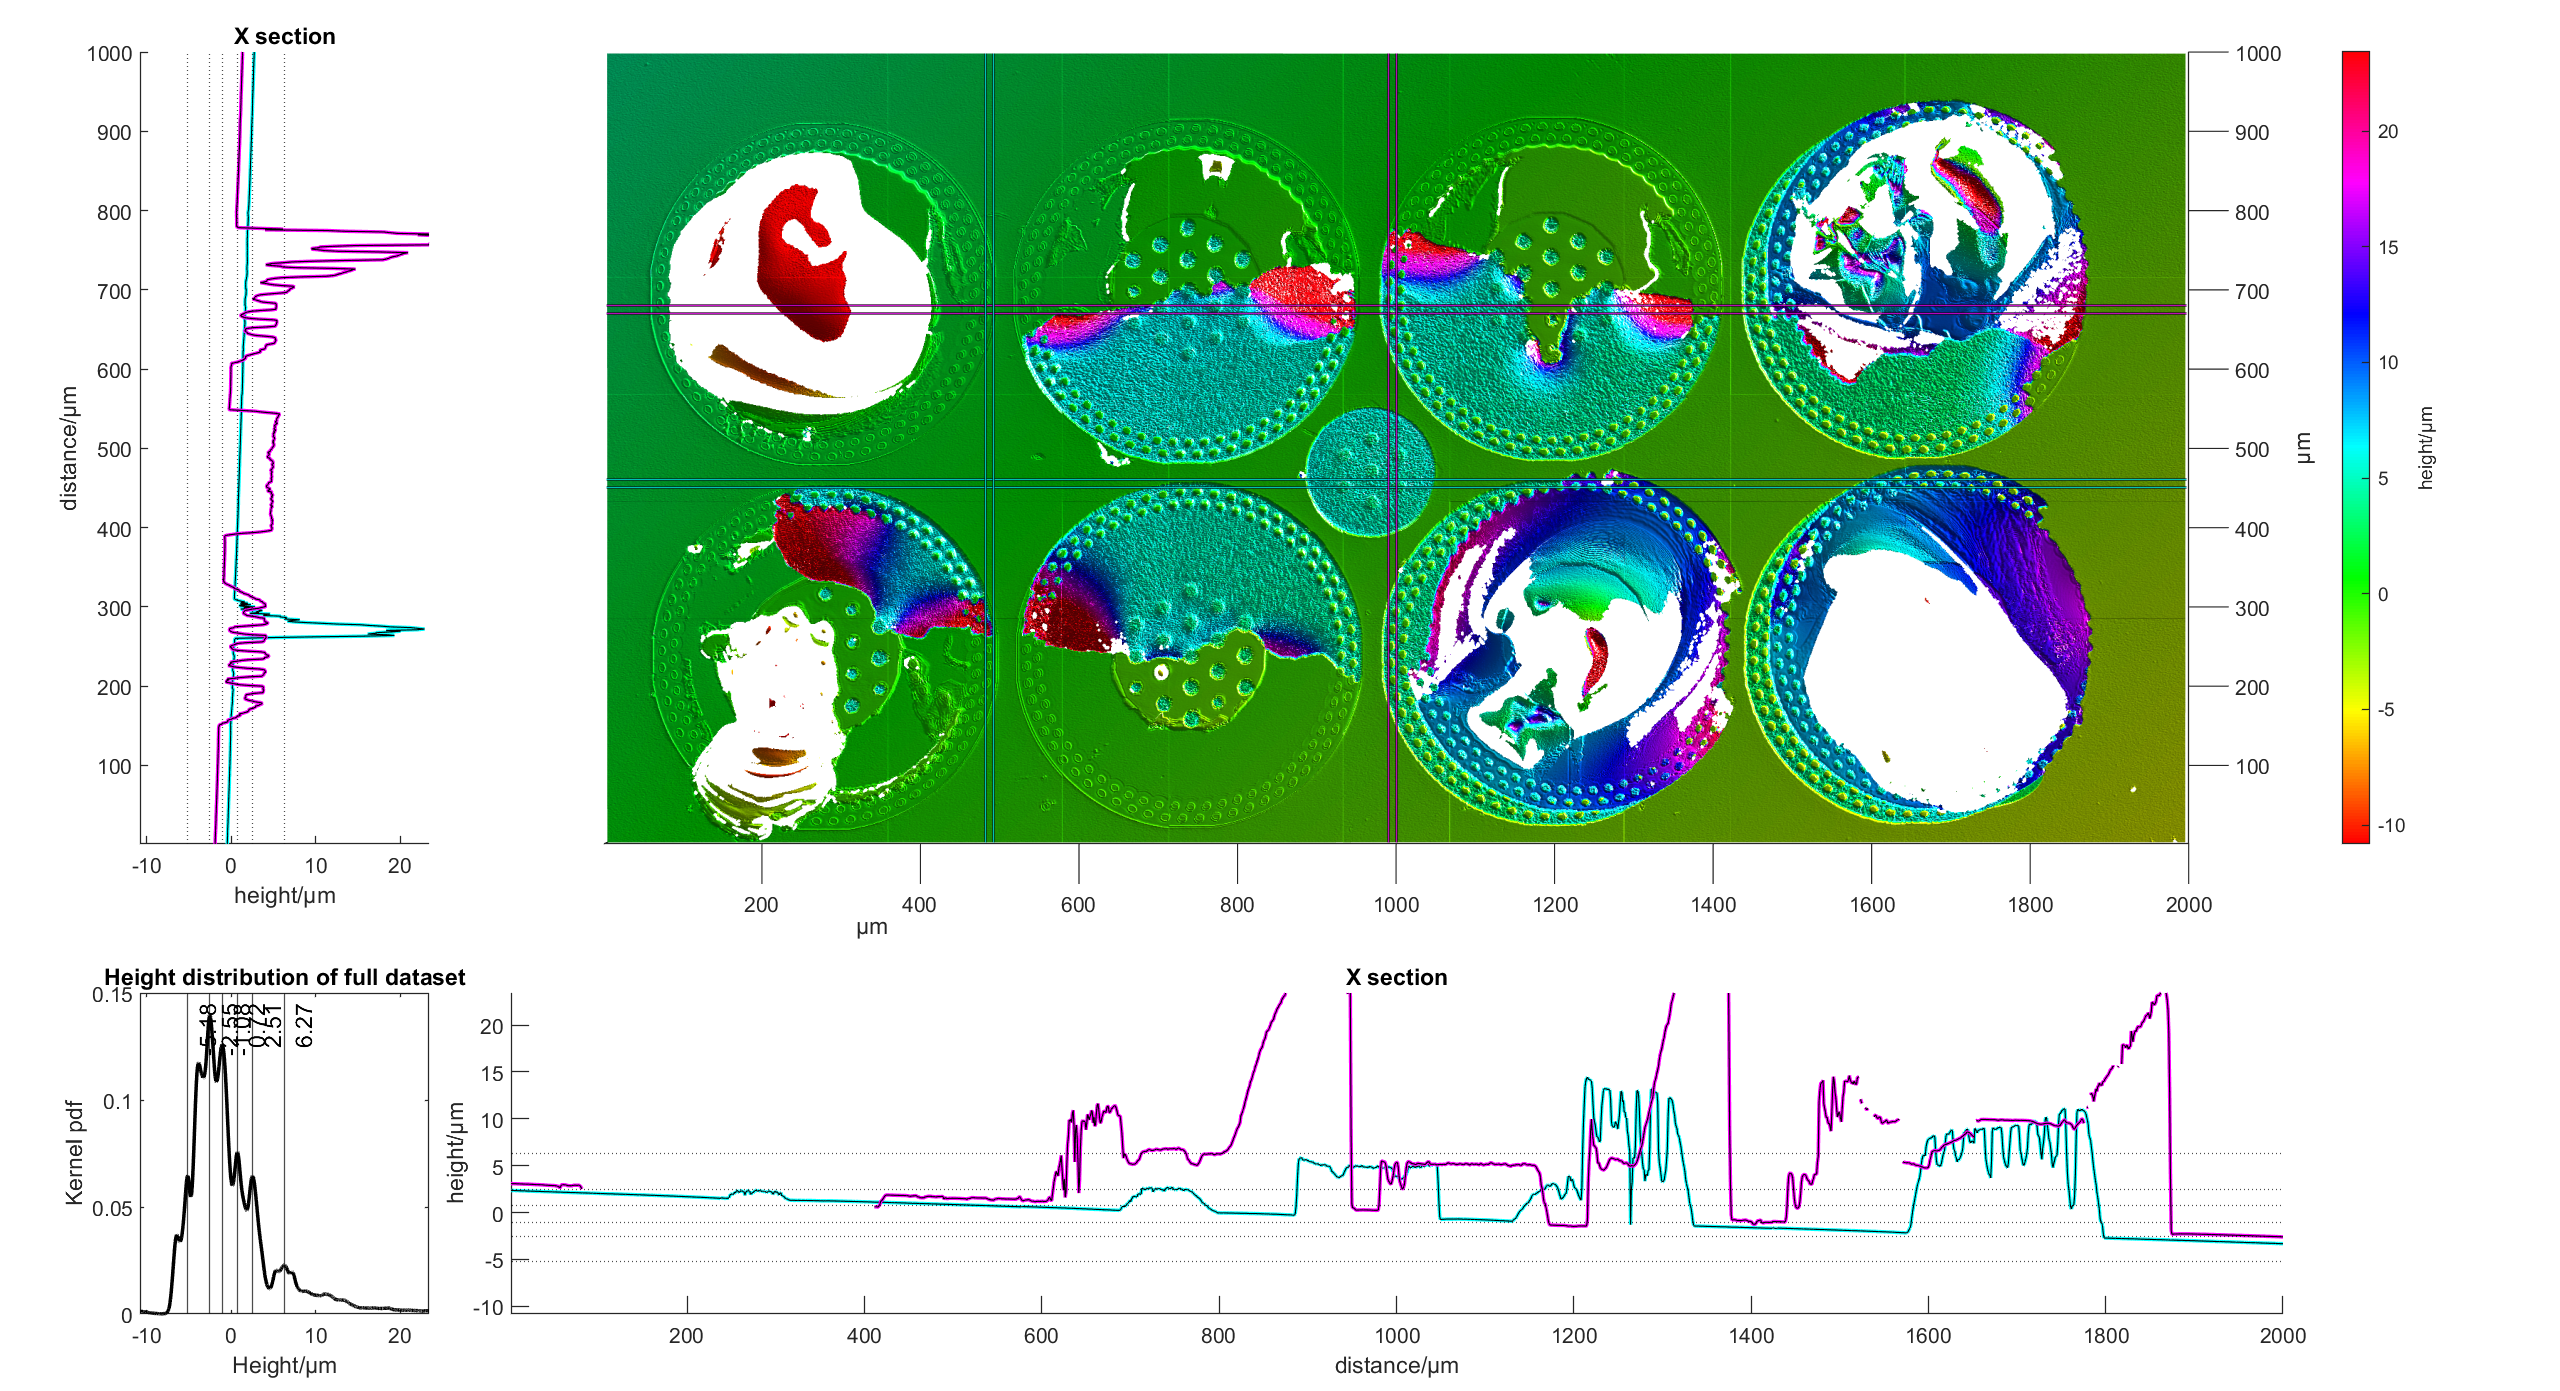 X section
1000
900
800
700
600
500
400
300
200
100
distance/µm
-10 0 10 20
height/µm
1000
900
800
700
600
500
400
300
200
100
µm
200 400 600 800 1000 1200 1400 1600 1800 2000
µm
20
15
10
5
0
-5
-10
height/µm
Height distribution of full dataset
0.15
0.1
0.05
0
Kernel pdf
-5.18
-2.55
-1.08
0.72
2.51
6.27
-10 0 10 20
Height/µm
X section
20
15
10
5
0
-5
-10
height/µm
200 400 600 800 1000 1200 1400 1600 1800 2000
distance/µm